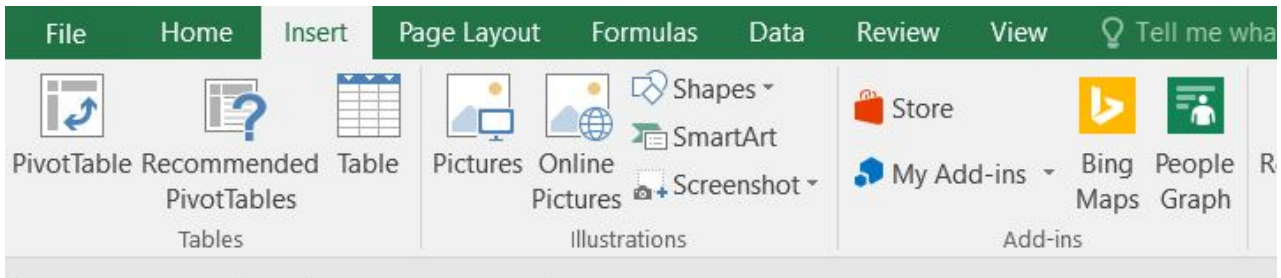 File Home Insert Page Layout Formulas Data Review View Tell me wha
PivotTable
Recommended
PivotTables
Table
Tables
Pictures
Online
Pictures
Shapes
SmartArt
Screenshot
Illustrations
Store
My Add-ins
Bing
Maps
People
Graph
Add-ins